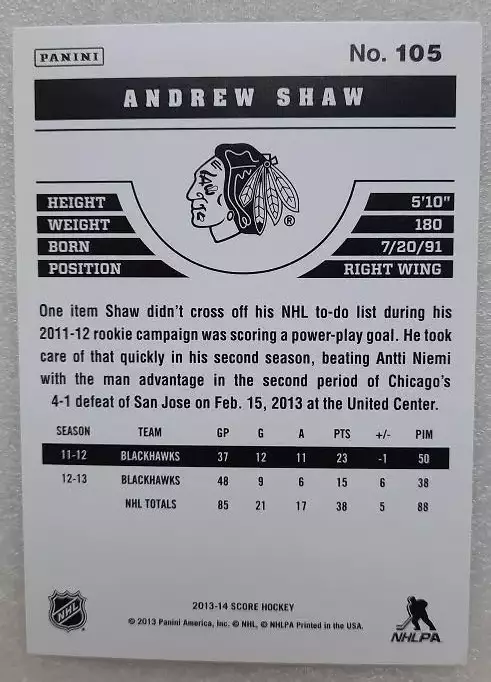 PANINI
No. 105
ANDREW SHAW
HEIGHT 5'10"
WEIGHT 180
BORN 7/20/91
POSITION RIGHT WING
®
One item Shaw didn't cross off his NHL to-do list during his
2011-12 rookie campaign was scoring a power-play goal. He took
care of that quickly in his second season, beating Antti Niemi
with the man advantage in the second period of Chicago's
4-1 defeat of San Jose on Feb. 15, 2013 at the United Center.
SEASON TEAM GP G A PTS +/- PIM
11-12 BLACKHAWKS 37 12 11 23 -1 50
12-13 BLACKHAWKS 48 9 6 15 6 38
NHL TOTALS 85 21 17 38 5 88
NHL
2013-14 SCORE HOCKEY
© 2013 Panini America, Inc. © NHL, © NHLPA Printed in the USA.
NHLPA